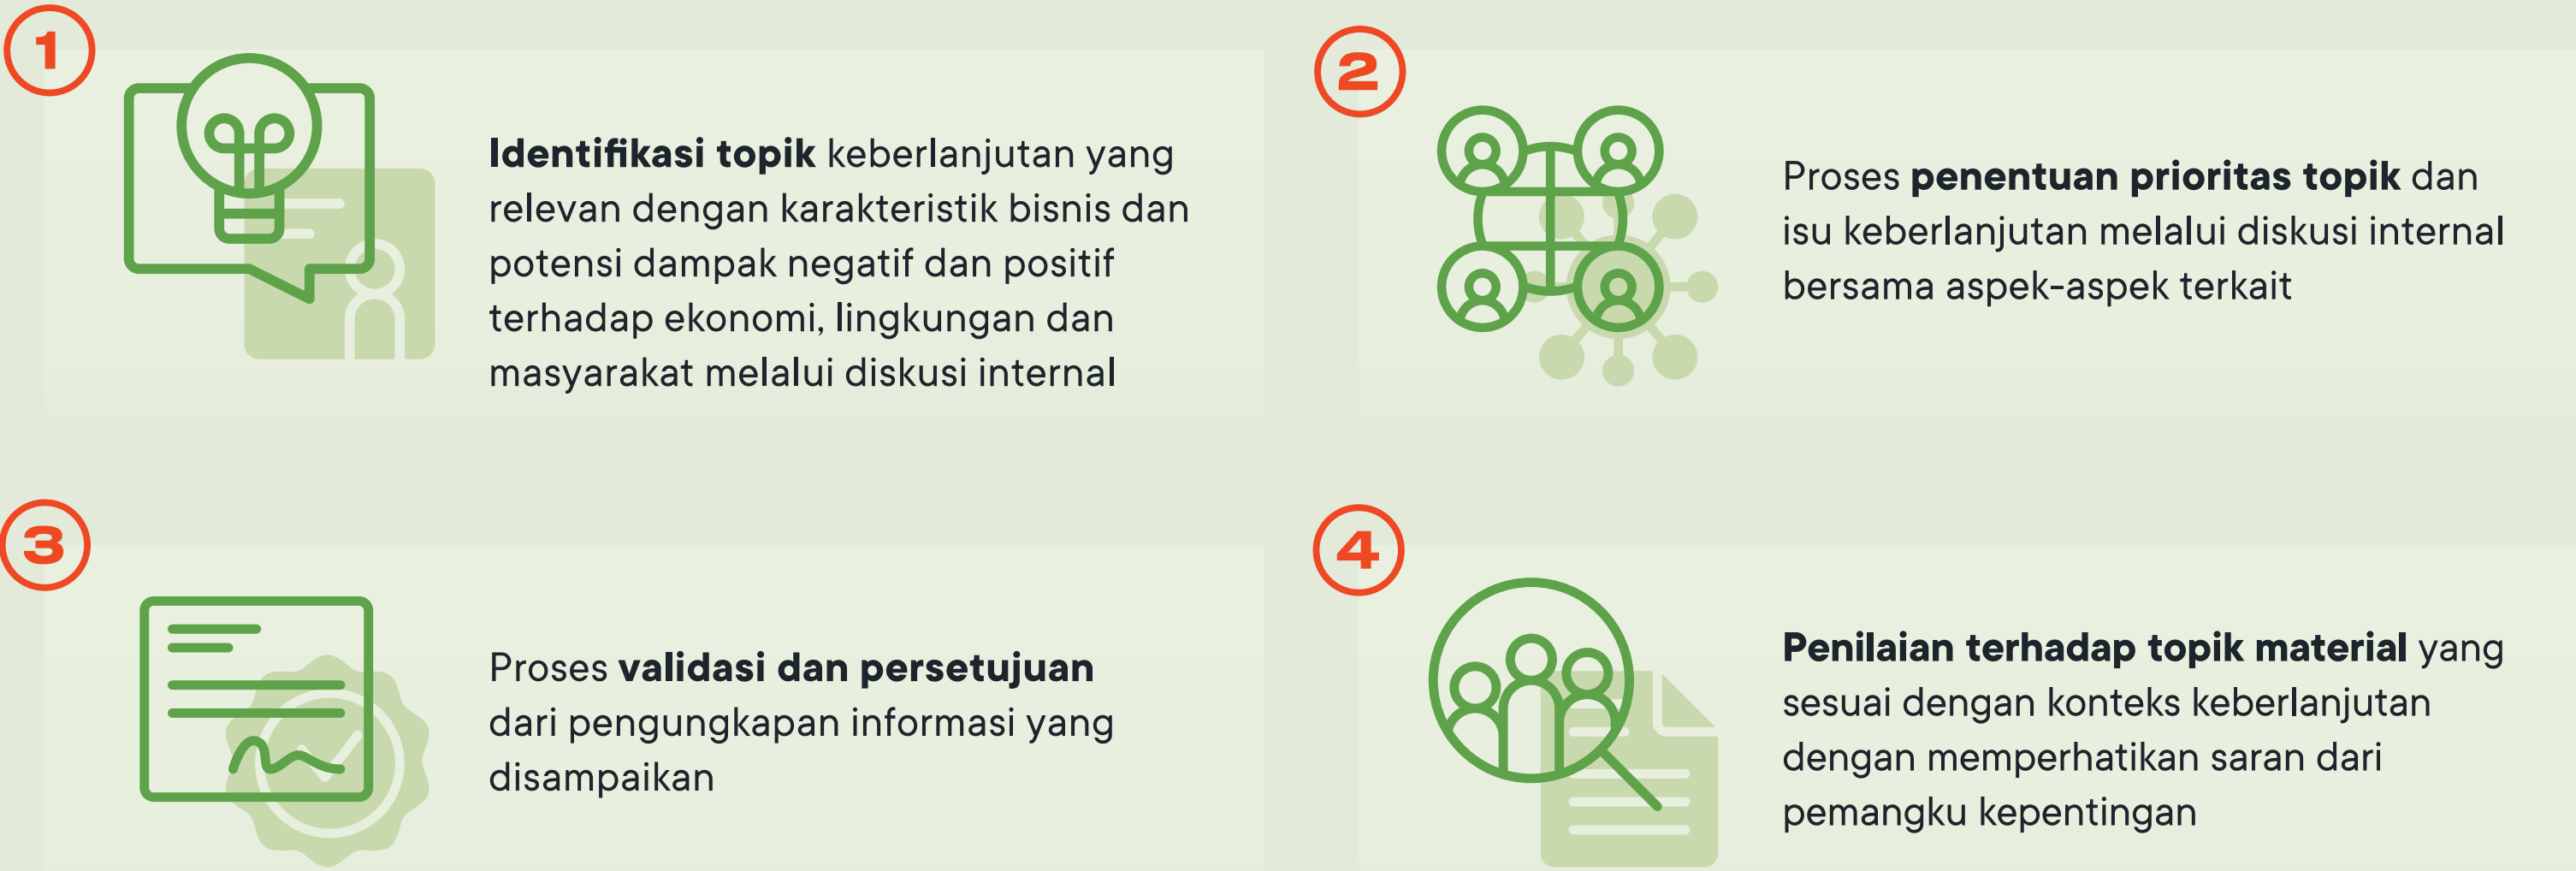 1
Identifikasi topik keberlanjutan yang
relevan dengan karakteristik bisnis dan
potensi dampak negatif dan positif
terhadap ekonomi, lingkungan dan
masyarakat melalui diskusi internal
2
Proses penentuan prioritas topik dan
isu keberlanjutan melalui diskusi internal
bersama aspek-aspek terkait
3
Proses validasi dan persetujuan
dari pengungkapan informasi yang
disampaikan
4
Penilaian terhadap topik material yang
sesuai dengan konteks keberlanjutan
dengan memperhatikan saran dari
pemangku kepentingan